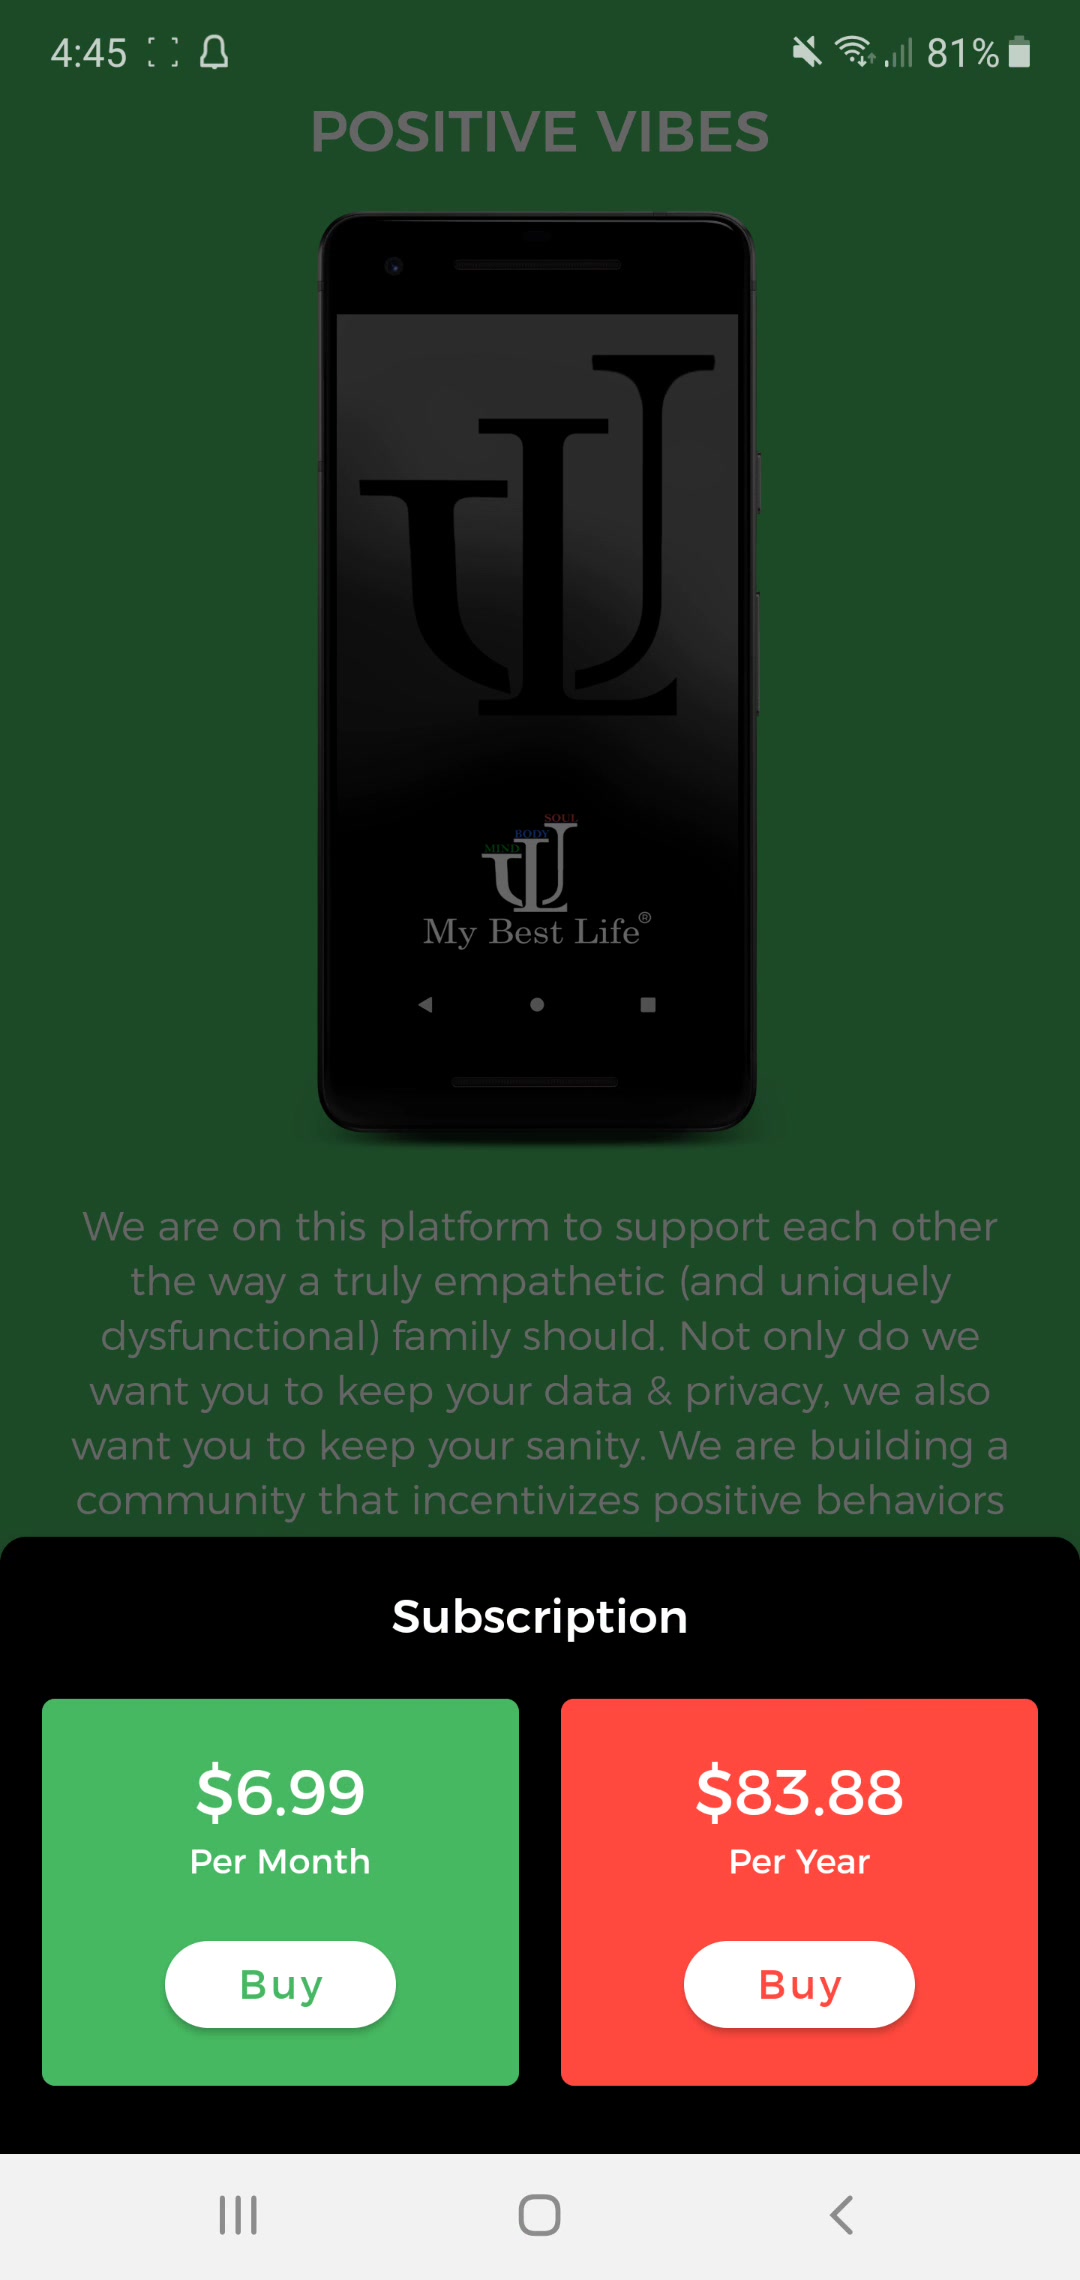 4:45
81%
POSITIVE VIBES
SOUL
BODY
MIND
My Best Life®
We are on this platform to support each other
the way a truly empathetic (and uniquely
dysfunctional) family should. Not only do we
want you to keep your data & privacy, we also
want you to keep your sanity. We are building a
community that incentivizes positive behaviors
Subscription
$6.99
Per Month
Buy
$83.88
Per Year
Buy